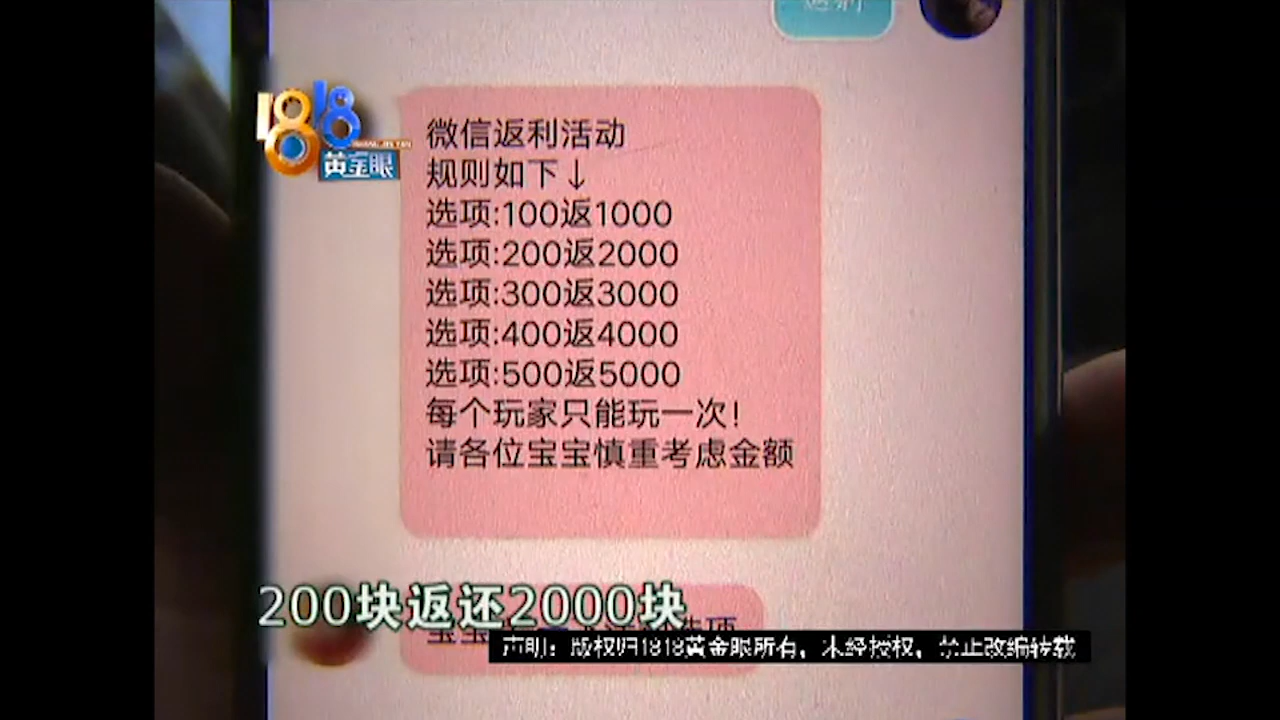 返利
1818
黄金眼
微信返利活动
规则如下↓
选项:100返1000
选项:200返2000
选项:300返3000
选项:400返4000
选项:500返5000
每个玩家只能玩一次!
请各位宝宝慎重考虑金额
200块返还2000块
声明：版权归1818黄金眼所有，未经授权，禁止改编转载